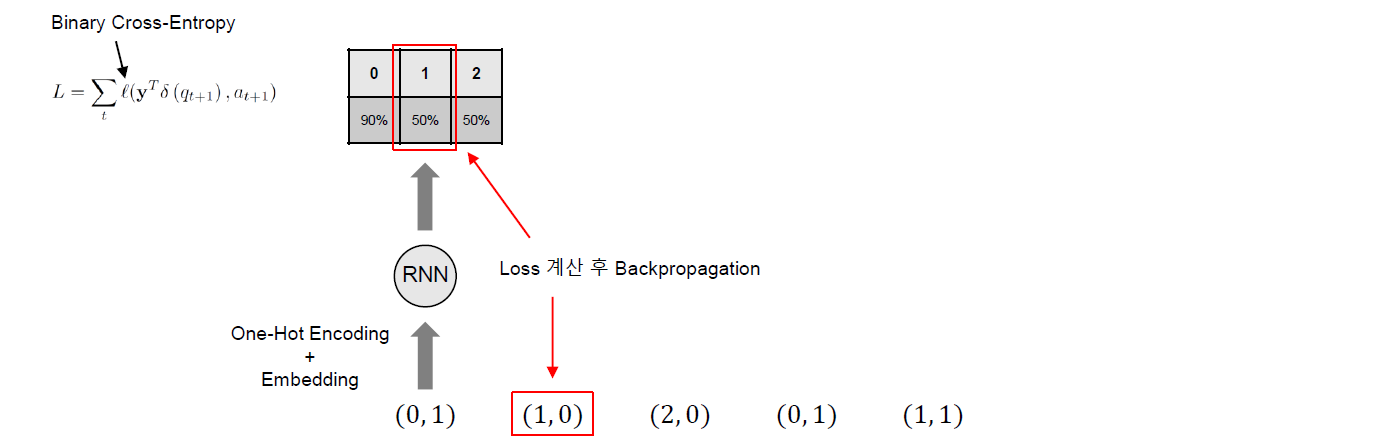 Binary Cross-Entropy
L = ∑_t ℓ(y^T δ (q_{t+1}) , a_{t+1})
0 1 2
90% 50% 50%
RNN
Loss 계산 후 Backpropagation
One-Hot Encoding
+
Embedding
(0, 1) (1, 0) (2, 0) (0, 1) (1, 1)